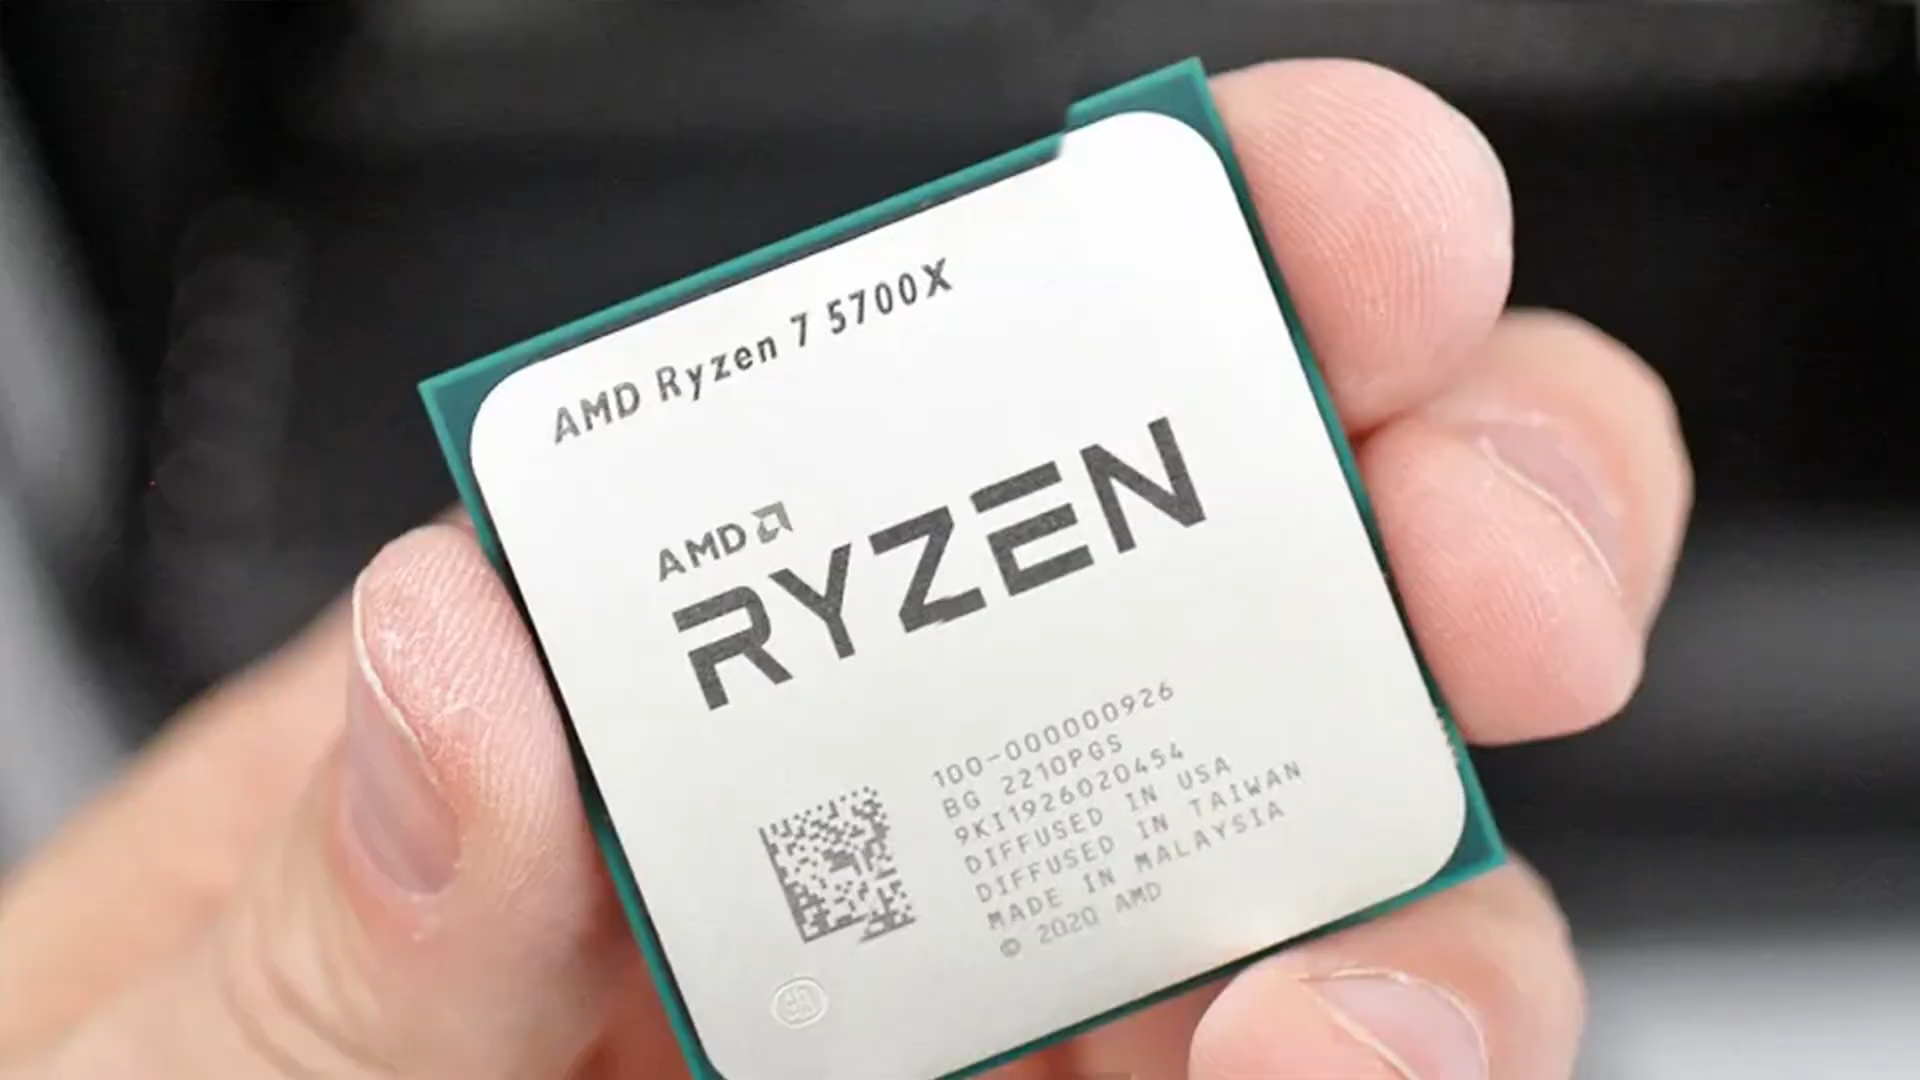 AMD Ryzen 7 5700X
AMD
RYZEN
100-000000926
BG 2210PGS
9KI1926020454
DIFFUSED IN USA
DIFFUSED IN TAIWAN
MADE IN MALAYSIA
© 2020 AMD